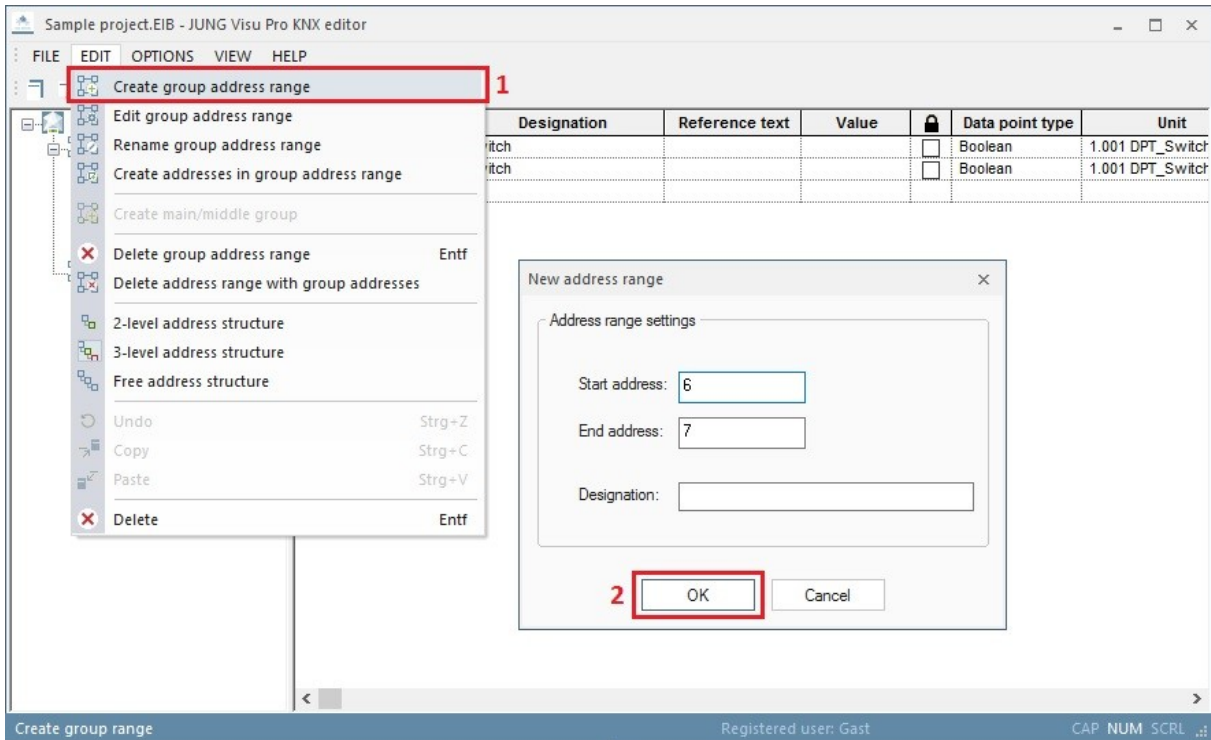 Sample project.EIB - JUNG Visu Pro KNX editor
FILE EDIT OPTIONS VIEW HELP
Create group address range 1
Edit group address range
Rename group address range
Create addresses in group address range
Create main/middle group
Delete group address range Entf
Delete address range with group addresses
2-level address structure
3-level address structure
Free address structure
Undo Strg+Z
Copy Strg+C
Paste Strg+V
Delete Entf
Designation Reference text Value Data point type Unit
itch Boolean 1.001 DPT_Switch
itch Boolean 1.001 DPT_Switch
New address range
Address range settings
Start address: 6
End address: 7
Designation:
2 OK Cancel
Create group range Registered user: Gast CAP NUM SCRL